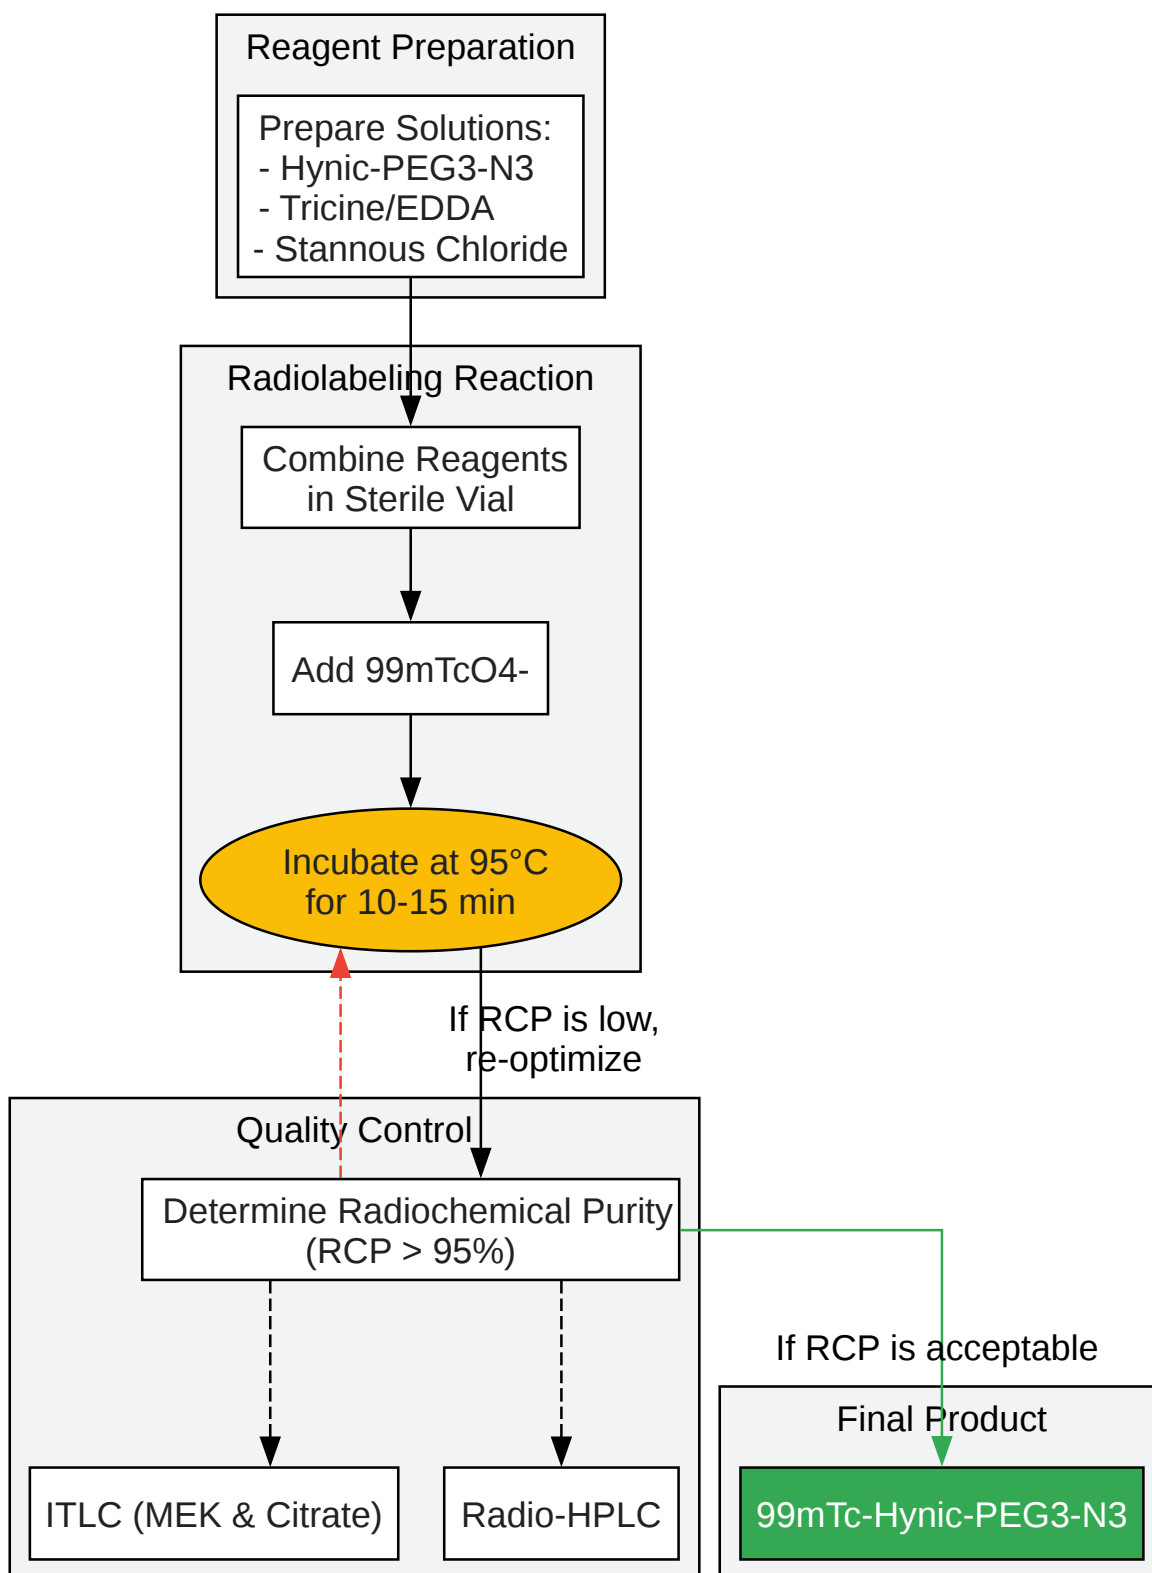 Reagent Preparation
Prepare Solutions:
- Hynic-PEG3-N3
- Tricine/EDDA
- Stannous Chloride
Radiolabeling Reaction
Combine Reagents
in Sterile Vial
Add 99mTcO4-
Incubate at 95°C
for 10-15 min
If RCP is low,
re-optimize
Quality Control
Determine Radiochemical Purity
(RCP > 95%)
If RCP is acceptable
Final Product
ITLC (MEK & Citrate)
Radio-HPLC
99mTc-Hynic-PEG3-N3